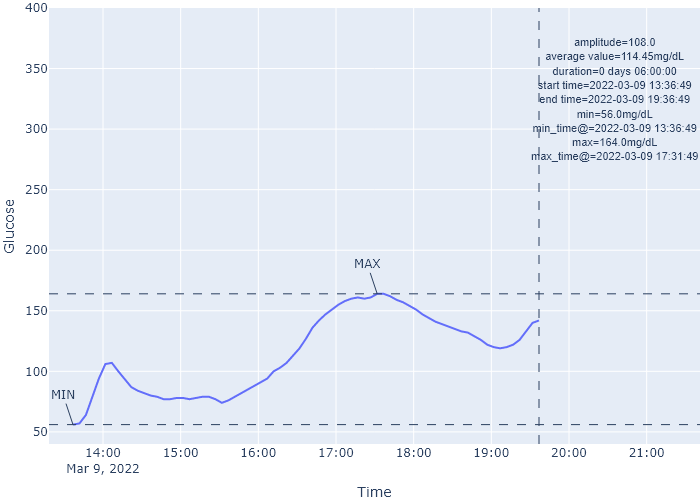 400
350
300
250
200
150
100
50
Glucose
amplitude=108.0
average value=114.45mg/dL
duration=0 days 06:00:00
start time=2022-03-09 13:36:49
end time=2022-03-09 19:36:49
min=56.0mg/dL
min_time@=2022-03-09 13:36:49
max=164.0mg/dL
max_time@=2022-03-09 17:31:49
MAX
MIN
14:00 15:00 16:00 17:00 18:00 19:00 20:00 21:00
Mar 9, 2022
Time